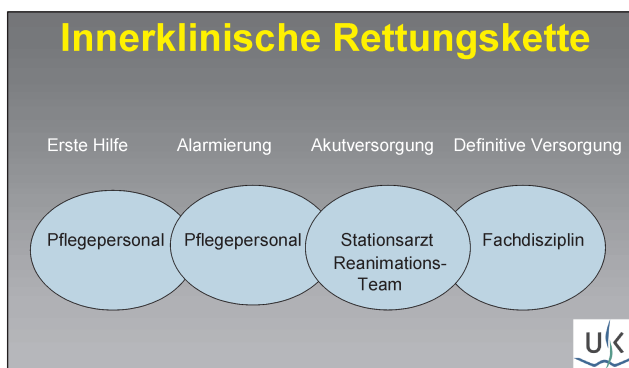 Innerklinische Rettungskette
Erste Hilfe Alarmierung Akutversorgung Definitive Versorgung
Pflegepersonal Pflegepersonal Stationsarzt Fachdisziplin
Reanimations-
Team
UK